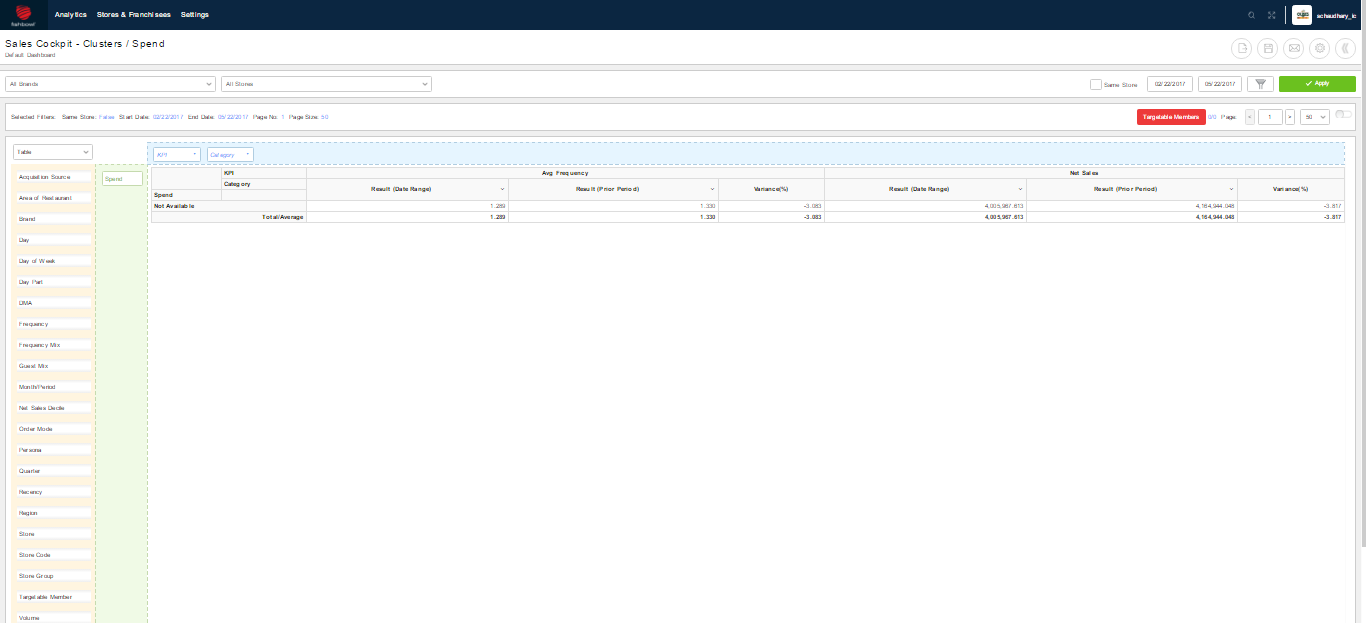 fishbowl
Analytics Stores & Franchisees Settings
schaudhary_ic
Sales Cockpit - Clusters / Spend
Default Dashboard
All Brands All Stores Same Store 02/22/2017 05/22/2017 Apply
Selected Filters: Same Store: False Start Date: 02/22/2017 End Date: 05/22/2017 Page No: 1 Page Size: 50 Targetable Members 0/0 Page: < 1 > 50
Table
KPI Category
Spend
KPI Avg Frequency Net Sales
Category
Result (Date Range) Result (Prior Period) Variance(%) Result (Date Range) Result (Prior Period) Variance(%)
Spend
Not Available 1.289 1.330 -3.083 4,005,967.613 4,164,944.048 -3.817
Total/Average 1.289 1.330 -3.083 4,005,967.613 4,164,944.048 -3.817
Acquisition Source
Area of Restaurant
Brand
Day
Day of Week
Day Part
DMA
Frequency
Frequency Mix
Guest Mix
Month/Period
Net Sales Decile
Order Mode
Persona
Quarter
Recency
Region
Store
Store Code
Store Group
Targetable Member
Volume